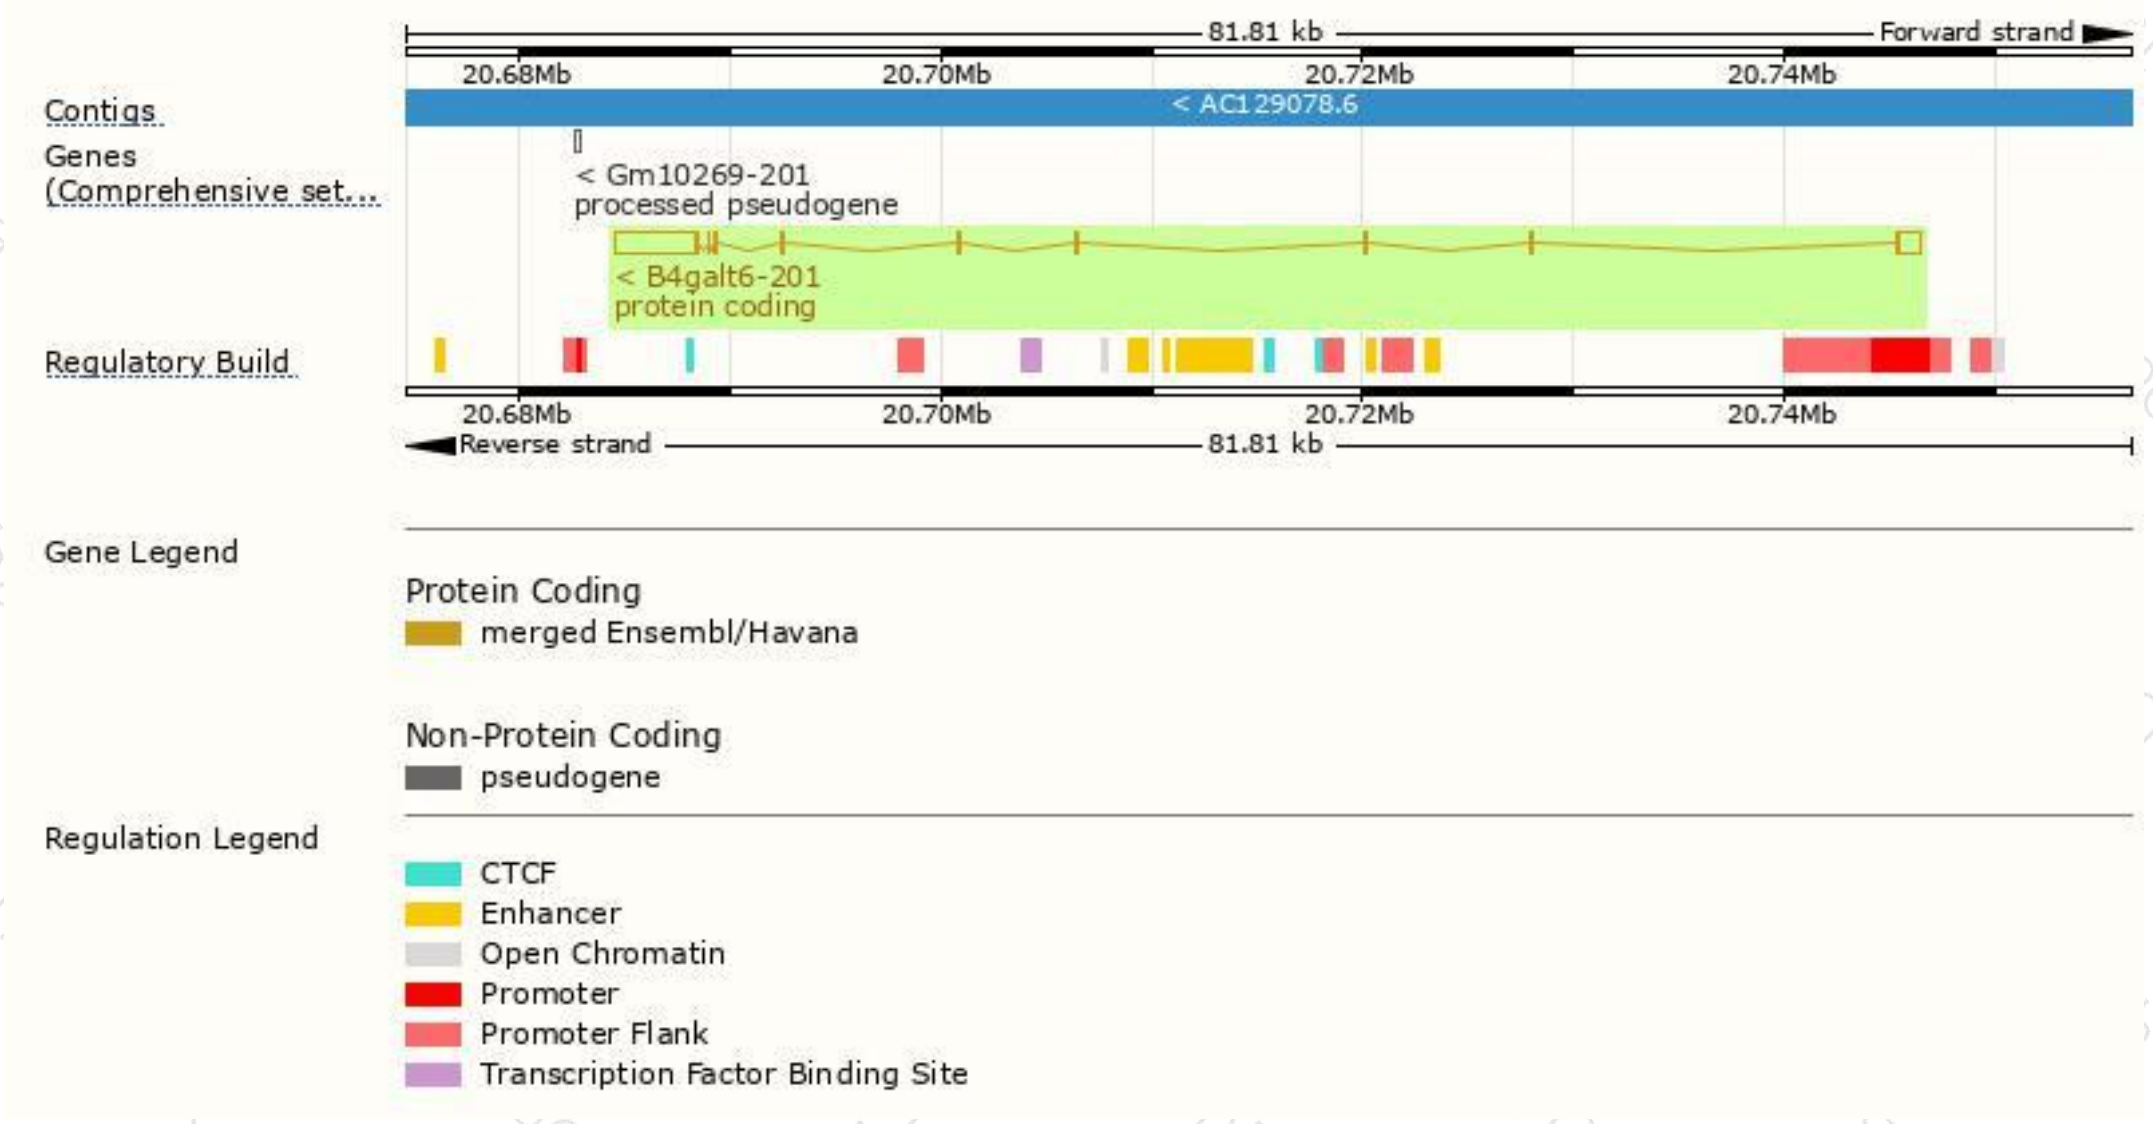 81.81 kb Forward strand
20.68Mb 20.70Mb 20.72Mb 20.74Mb
Contigs < AC129078.6
Genes
(Comprehensive set...
< Gm10269-201
processed pseudogene
< B4galt6-201
protein coding
Regulatory Build
20.68Mb 20.70Mb 20.72Mb 20.74Mb
Reverse strand 81.81 kb
Gene Legend
Protein Coding
merged Ensembl/Havana
Non-Protein Coding
pseudogene
Regulation Legend
CTCF
Enhancer
Open Chromatin
Promoter
Promoter Flank
Transcription Factor Binding Site